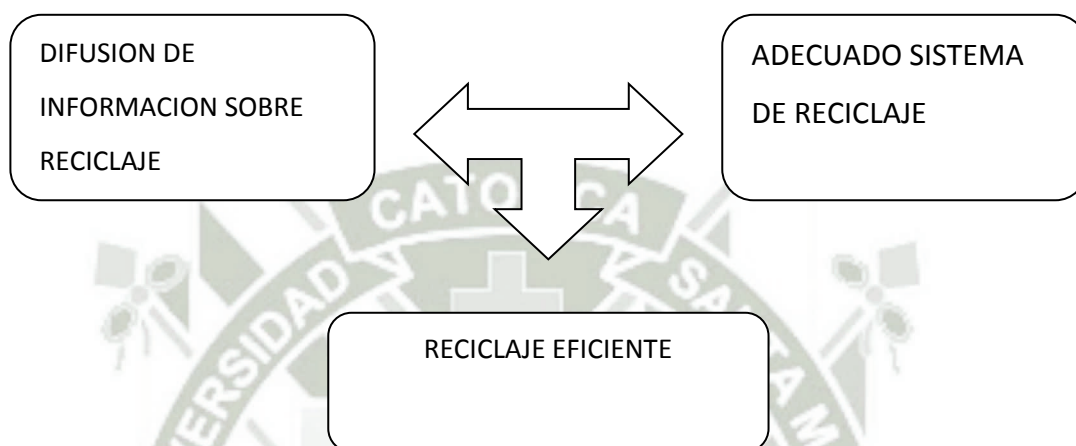 DIFUSION DE
INFORMACION SOBRE
RECICLAJE
ADECUADO SISTEMA
DE RECICLAJE
RECICLAJE EFICIENTE